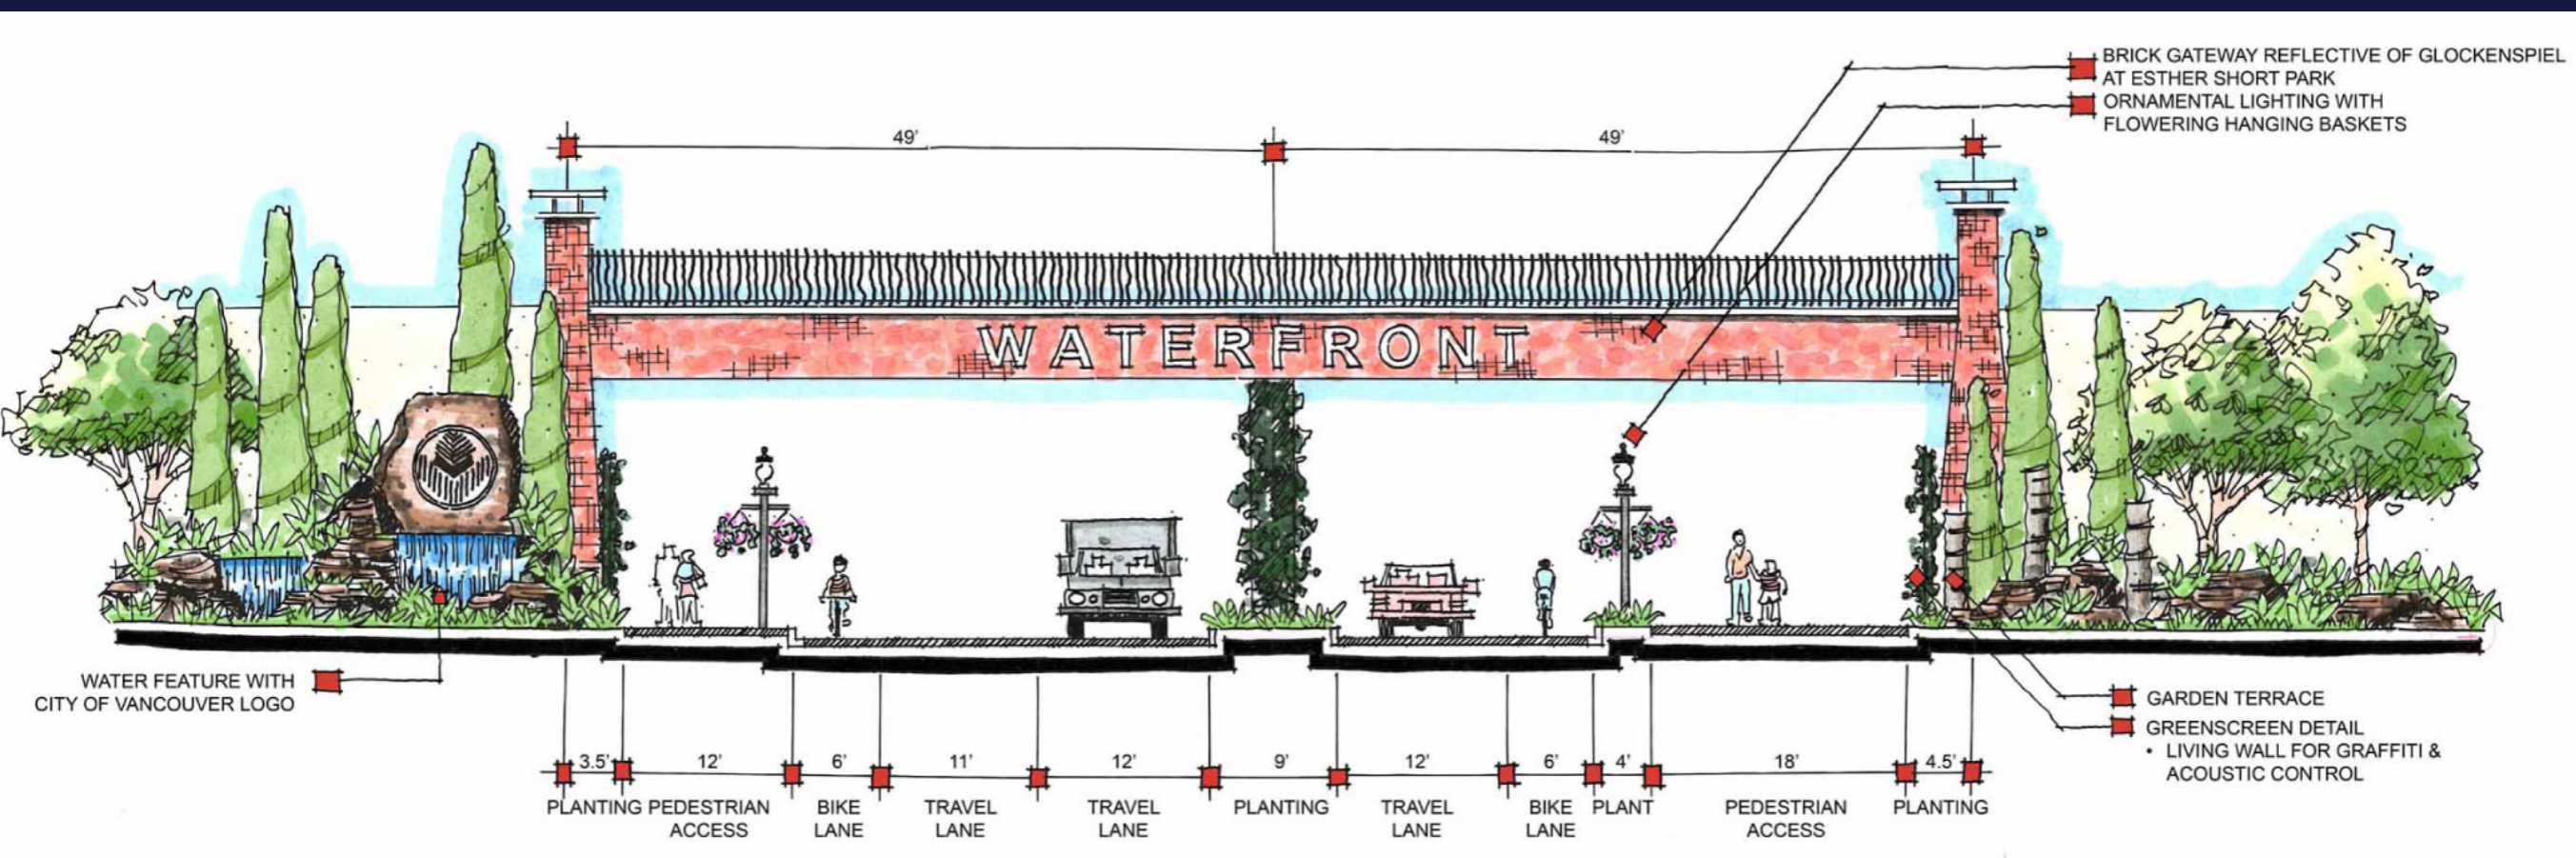 BRICK GATEWAY REFLECTIVE OF GLOCKENSPIEL
AT ESTHER SHORT PARK
ORNAMENTAL LIGHTING WITH
FLOWERING HANGING BASKETS
49' 49'
WATERFRONT
WATER FEATURE WITH
CITY OF VANCOUVER LOGO
GARDEN TERRACE
GREENSCREEN DETAIL
• LIVING WALL FOR GRAFFITI &
ACOUSTIC CONTROL
3.5' 12' 6' 11' 12' 9' 12' 6' 4' 18' 4.5'
PLANTING PEDESTRIAN BIKE TRAVEL TRAVEL PLANTING TRAVEL BIKE PLANT PEDESTRIAN PLANTING
ACCESS LANE LANE LANE LANE LANE ACCESS